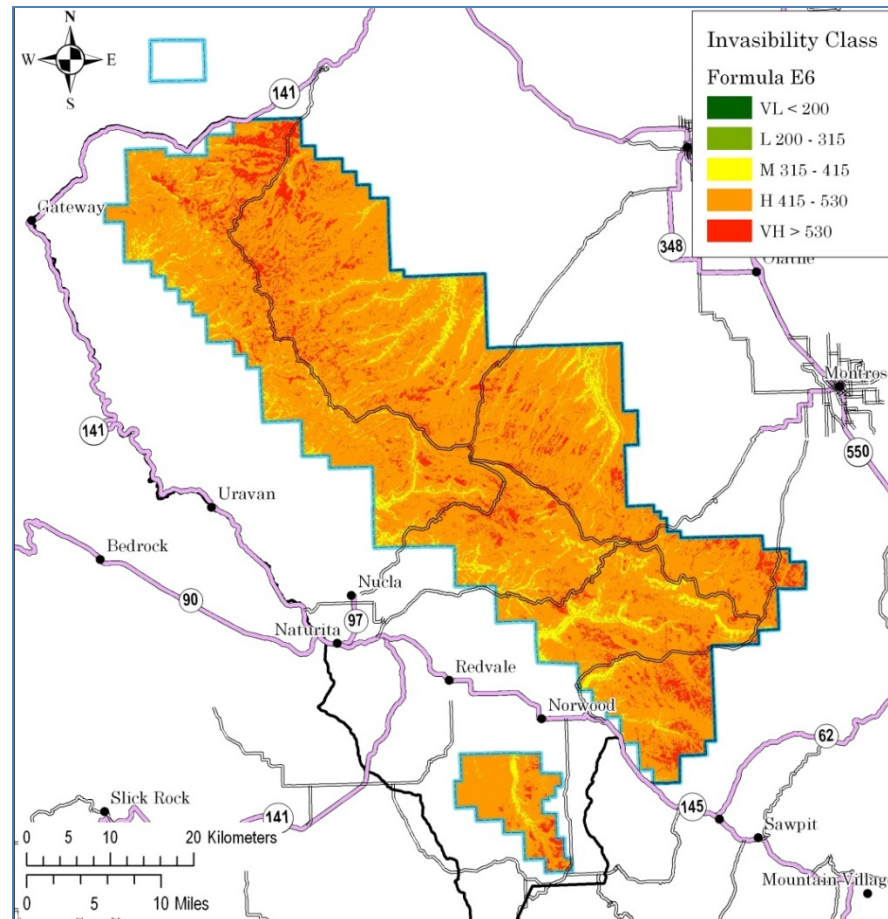 N
W E
S
Invasibility Class
Formula E6
VL < 200
L 200 - 315
M 315 - 415
H 415 - 530
VH > 530
141
Gateway
348
Olathe
Montros
141
550
Uravan
Bedrock
Nucla
90
97
Naturita
Redvale
Norwood
62
Slick Rock
141
145
Sawpit
0 5 10 20 Kilometers
0 5 10 Miles
Mountain Village